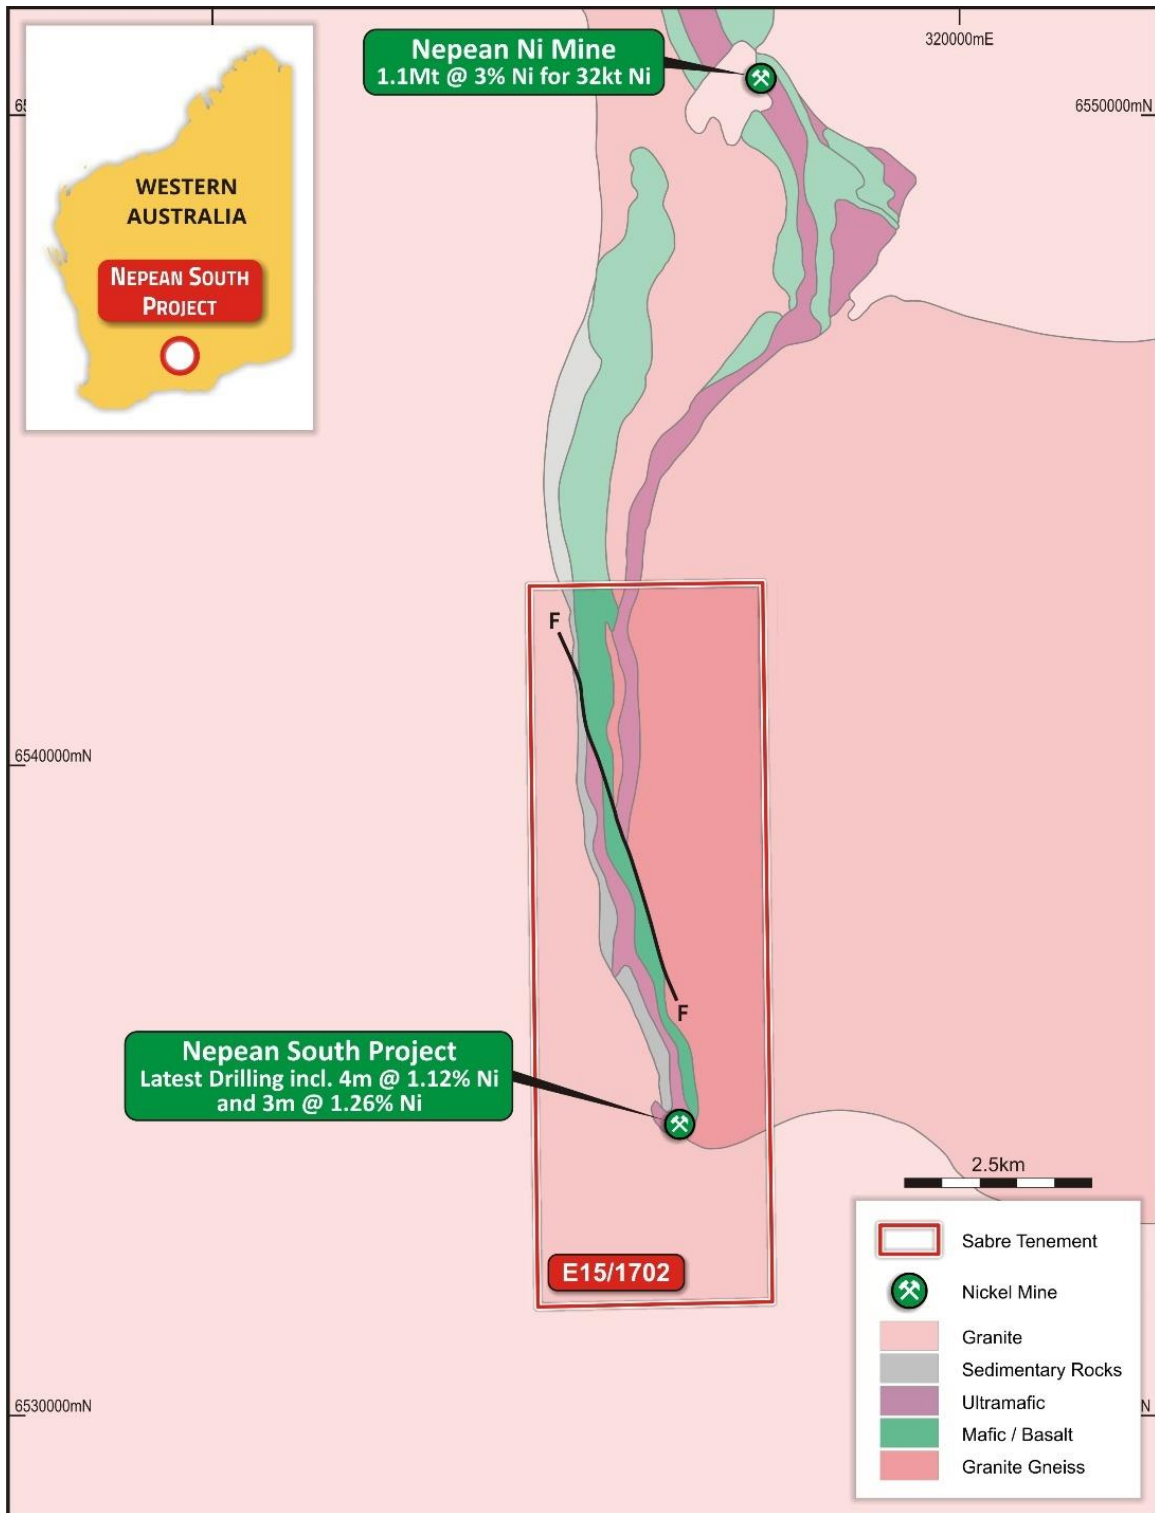 Nepean Ni Mine
1.1Mt @ 3% Ni for 32kt Ni
320000mE
6550000mN
WESTERN
AUSTRALIA
NEPEAN SOUTH
PROJECT
F
6540000mN
F
Nepean South Project
Latest Drilling incl. 4m @ 1.12% Ni
and 3m @ 1.26% Ni
2.5km
E15/1702
Sabre Tenement
Nickel Mine
Granite
Sedimentary Rocks
Ultramafic
Mafic / Basalt
Granite Gneiss
6530000mN
N